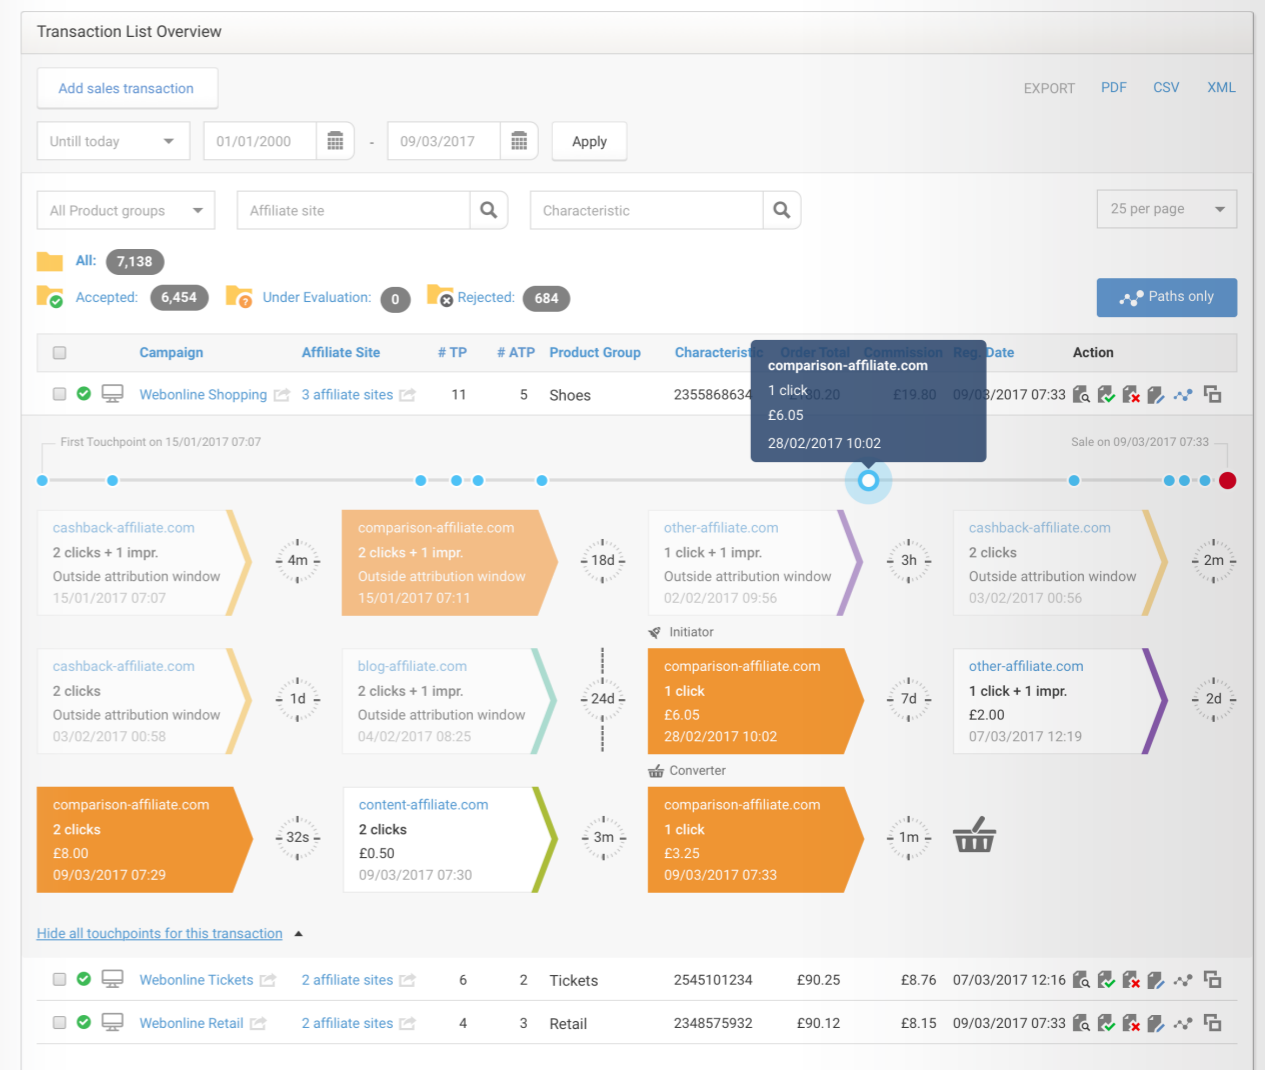 Transaction List Overview
Add sales transaction
EXPORT PDF CSV XML
Untill today 01/01/2000 - 09/03/2017 Apply
All Product groups Affiliate site Characteristic 25 per page
All: 7,138
Accepted: 6,454 Under Evaluation: 0 Rejected: 684
Paths only
Campaign Affiliate Site # TP # ATP Product Group Characteristic Order Total Commission Reg. Date Action
comparison-affiliate.com
1 click
£6.05
28/02/2017 10:02
Webonline Shopping 3 affiliate sites 11 5 Shoes 2355868634 £19.80 09/03/2017 07:33
First Touchpoint on 15/01/2017 07:07
Sale on 09/03/2017 07:33
cashback-affiliate.com
2 clicks + 1 impr.
Outside attribution window
15/01/2017 07:07
4m
comparison-affiliate.com
2 clicks + 1 impr.
Outside attribution window
15/01/2017 07:11
18d
other-affiliate.com
1 click + 1 impr.
Outside attribution window
02/02/2017 09:56
3h
cashback-affiliate.com
2 clicks
Outside attribution window
03/02/2017 00:56
2m
cashback-affiliate.com
2 clicks
Outside attribution window
03/02/2017 00:58
1d
blog-affiliate.com
2 clicks + 1 impr.
Outside attribution window
04/02/2017 08:25
24d
Initiator
comparison-affiliate.com
1 click
£6.05
28/02/2017 10:02
7d
other-affiliate.com
1 click + 1 impr.
£2.00
07/03/2017 12:19
2d
comparison-affiliate.com
2 clicks
£8.00
09/03/2017 07:29
32s
content-affiliate.com
2 clicks
£0.50
09/03/2017 07:30
3m
Converter
comparison-affiliate.com
1 click
£3.25
09/03/2017 07:33
1m
Hide all touchpoints for this transaction
Webonline Tickets 2 affiliate sites 6 2 Tickets 2545101234 £90.25 £8.76 07/03/2017 12:16
Webonline Retail 2 affiliate sites 4 3 Retail 2348575932 £90.12 £8.15 09/03/2017 07:33